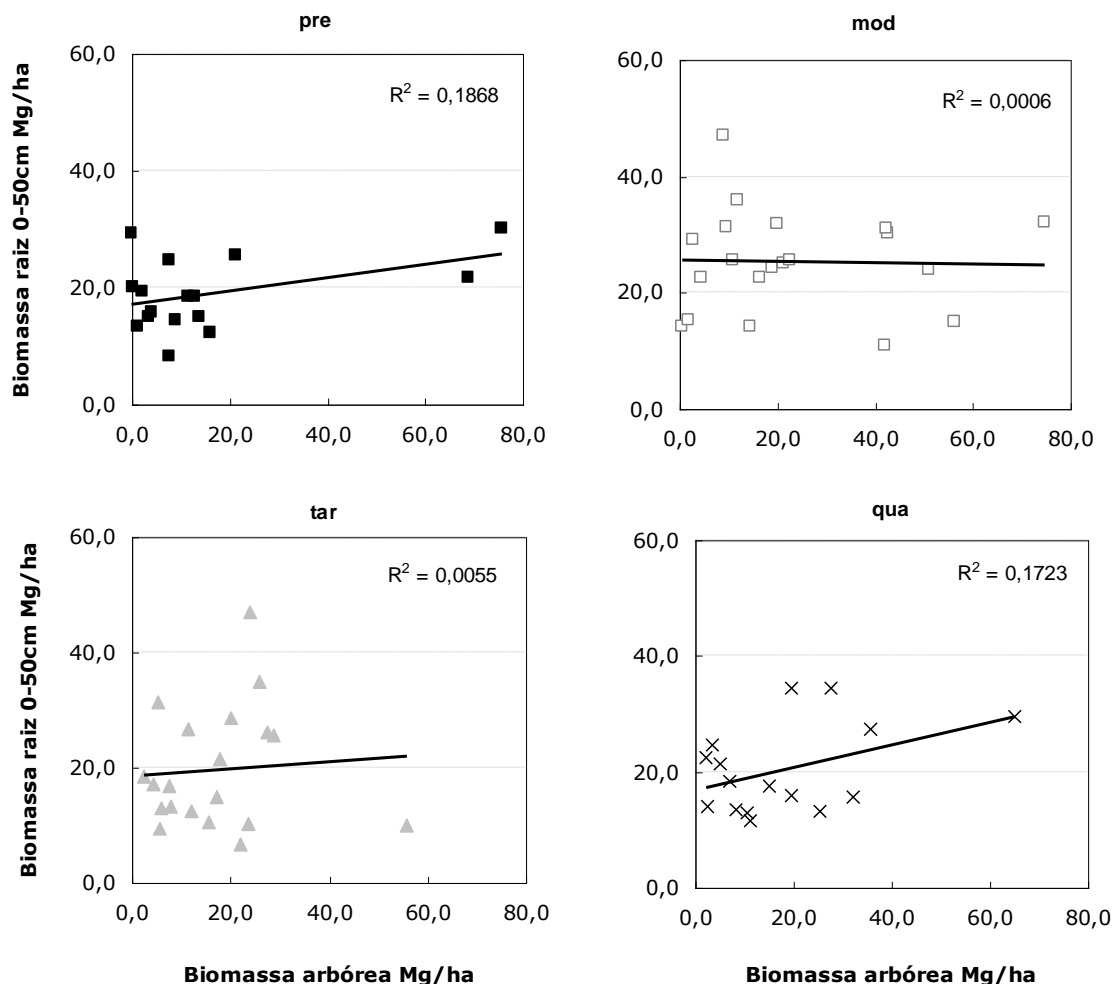 pre
60,0
R² = 0,1868
40,0
20,0
0,0
0,0 20,0 40,0 60,0 80,0
Biomassa raiz 0-50cm Mg/ha
mod
60,0
R² = 0,0006
40,0
20,0
0,0
0,0 20,0 40,0 60,0 80,0
tar
60,0
R² = 0,0055
40,0
20,0
0,0
0,0 20,0 40,0 60,0 80,0
Biomassa raiz 0-50cm Mg/ha
Biomassa arbórea Mg/ha
qua
60,0
R² = 0,1723
40,0
20,0
0,0
0,0 20,0 40,0 60,0 80,0
Biomassa arbórea Mg/ha